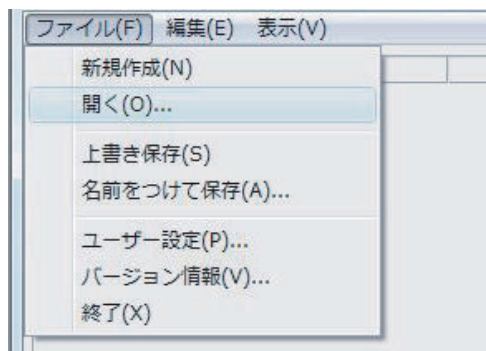 ファイル(F) 編集(E) 表示(V)
新規作成(N)
開く(O)...
上書き保存(S)
名前をつけて保存(A)...
ユーザー設定(P)...
バージョン情報(V)...
終了(X)